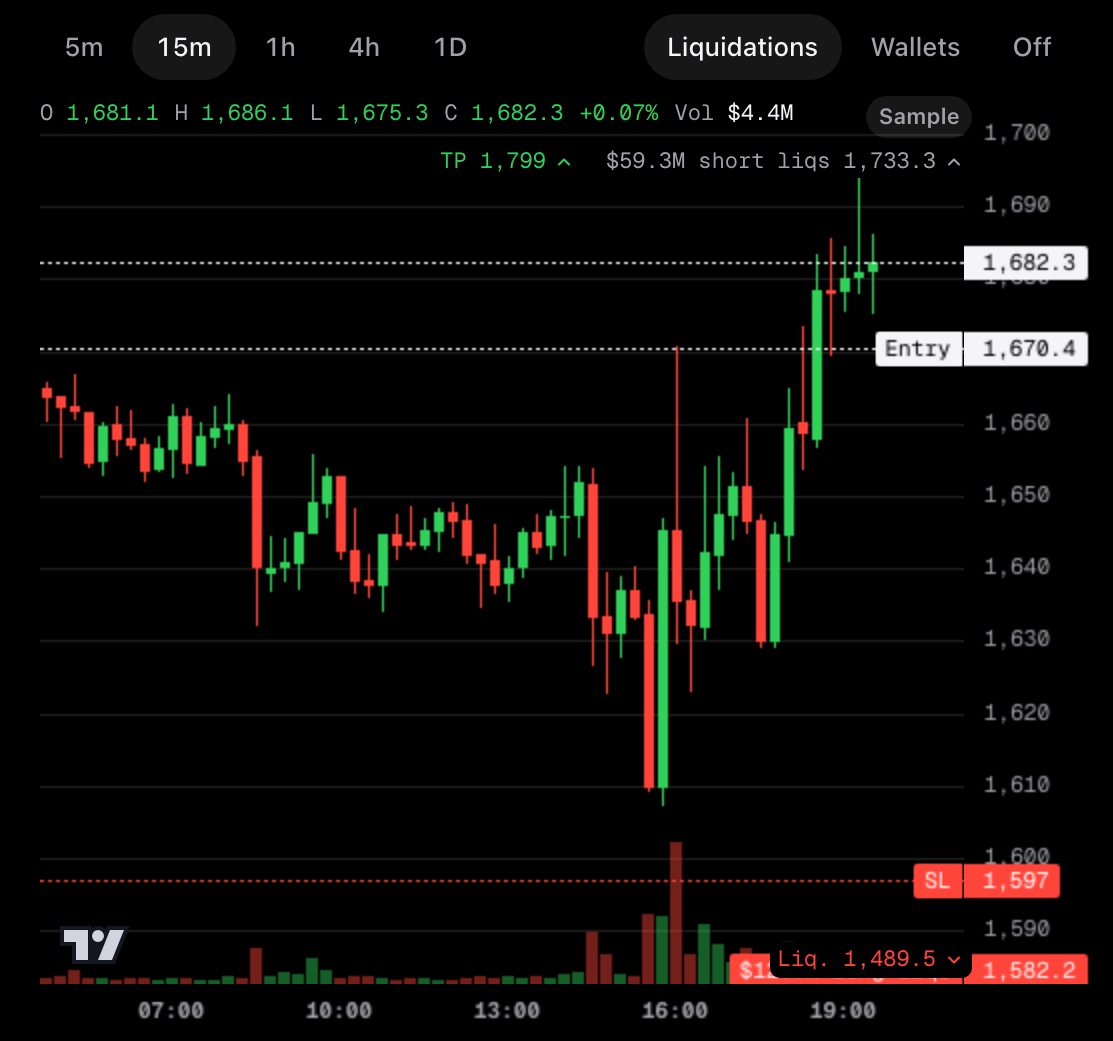 5m 15m 1h 4h 1D Liquidations Wallets Off
O 1,681.1 H 1,686.1 L 1,675.3 C 1,682.3 +0.07% Vol $4.4M Sample
1,700
TP 1,799 $59.3M short liqs 1,733.3
1,690
1,682.3
Entry 1,670.4
1,660
1,650
1,640
1,630
1,620
1,610
1,600
SL 1,597
1,590
Liq. 1,489.5
1,582.2
07:00 10:00 13:00 16:00 19:00